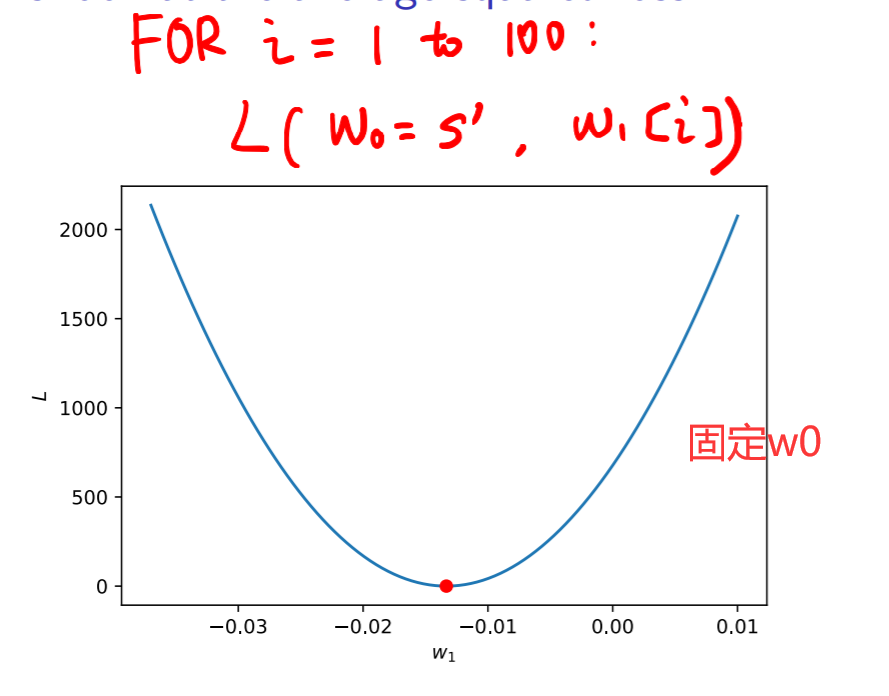 FOR i = 1 to 100 :
L( w₀ = s' , w₁ [i])
2000
1500
1000
500
0
L
固定w0
−0.03 −0.02 −0.01 0.00 0.01
w₁